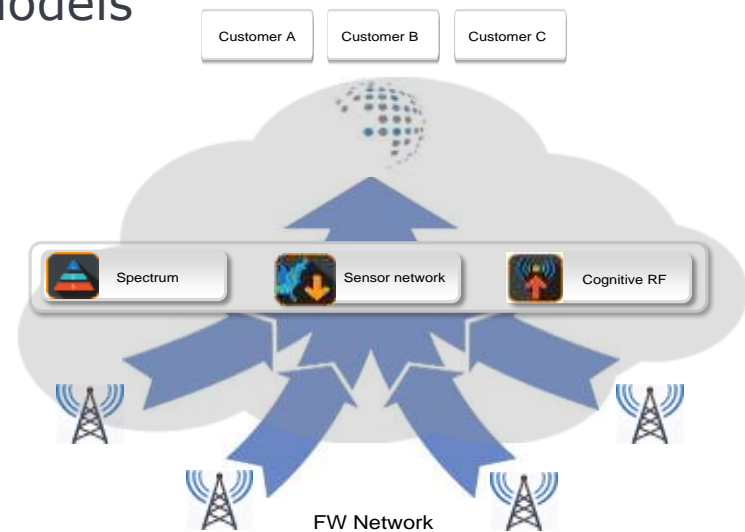 odels
Customer A
Customer B
Customer C
Spectrum
Sensor network
Cognitive RF
FW Network